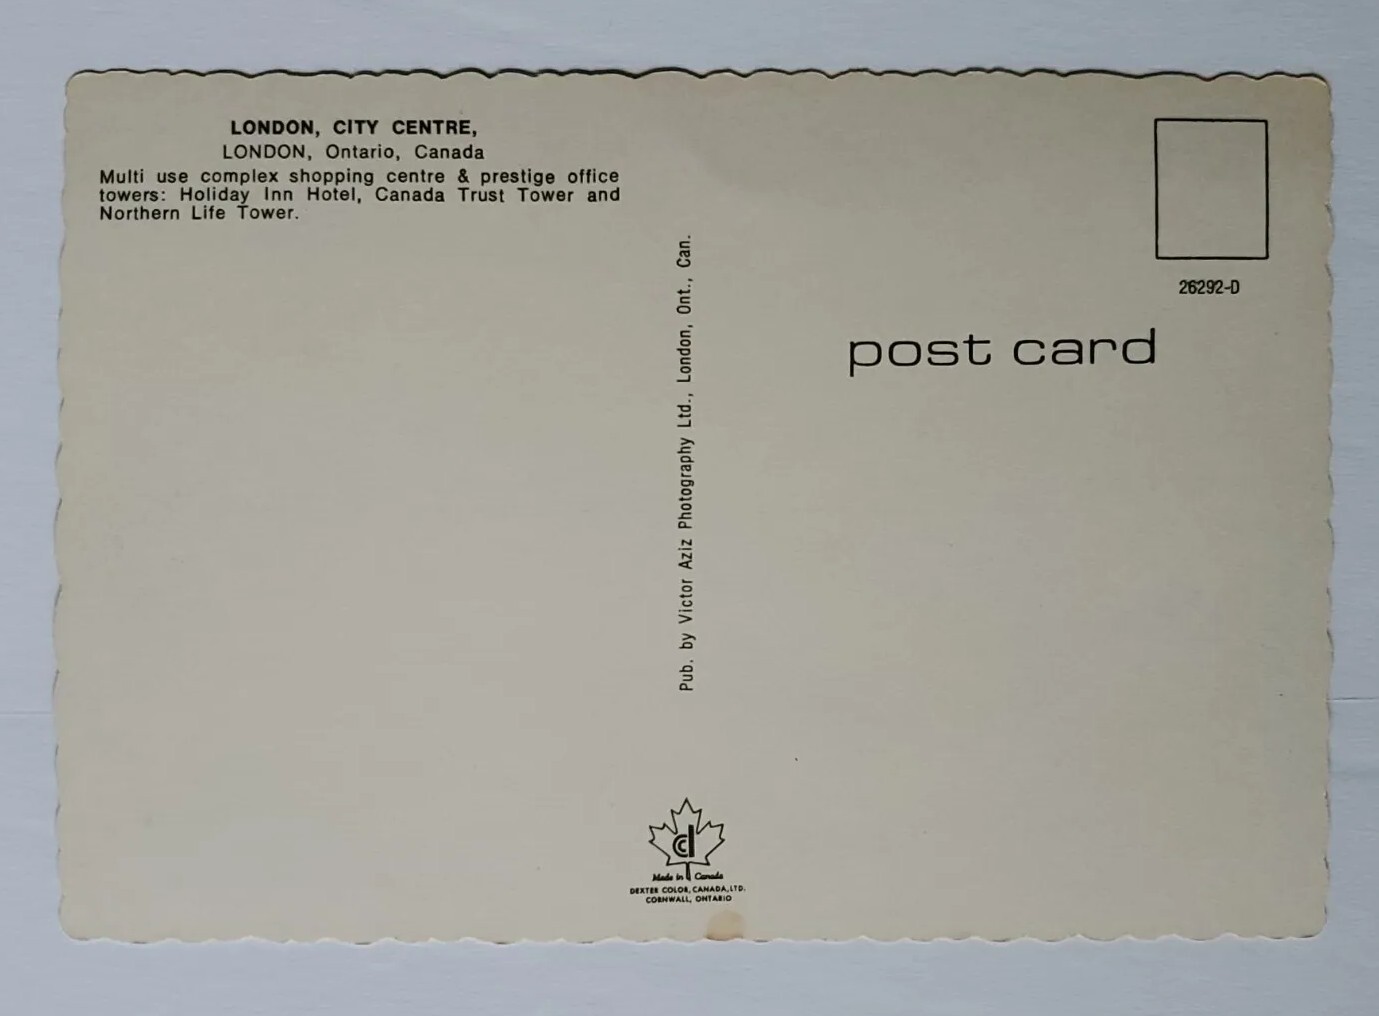 LONDON, CITY CENTRE,
LONDON, Ontario, Canada
Multi use complex shopping centre & prestige office
towers: Holiday Inn Hotel, Canada Trust Tower and
Northern Life Tower.
Pub. by Victor Aziz Photography Ltd., London, Ont., Can.
26292-D
post card
cd
Made in Canada
DEXTER COLOR, CANADA, LTD.
CORNWALL, ONTARIO